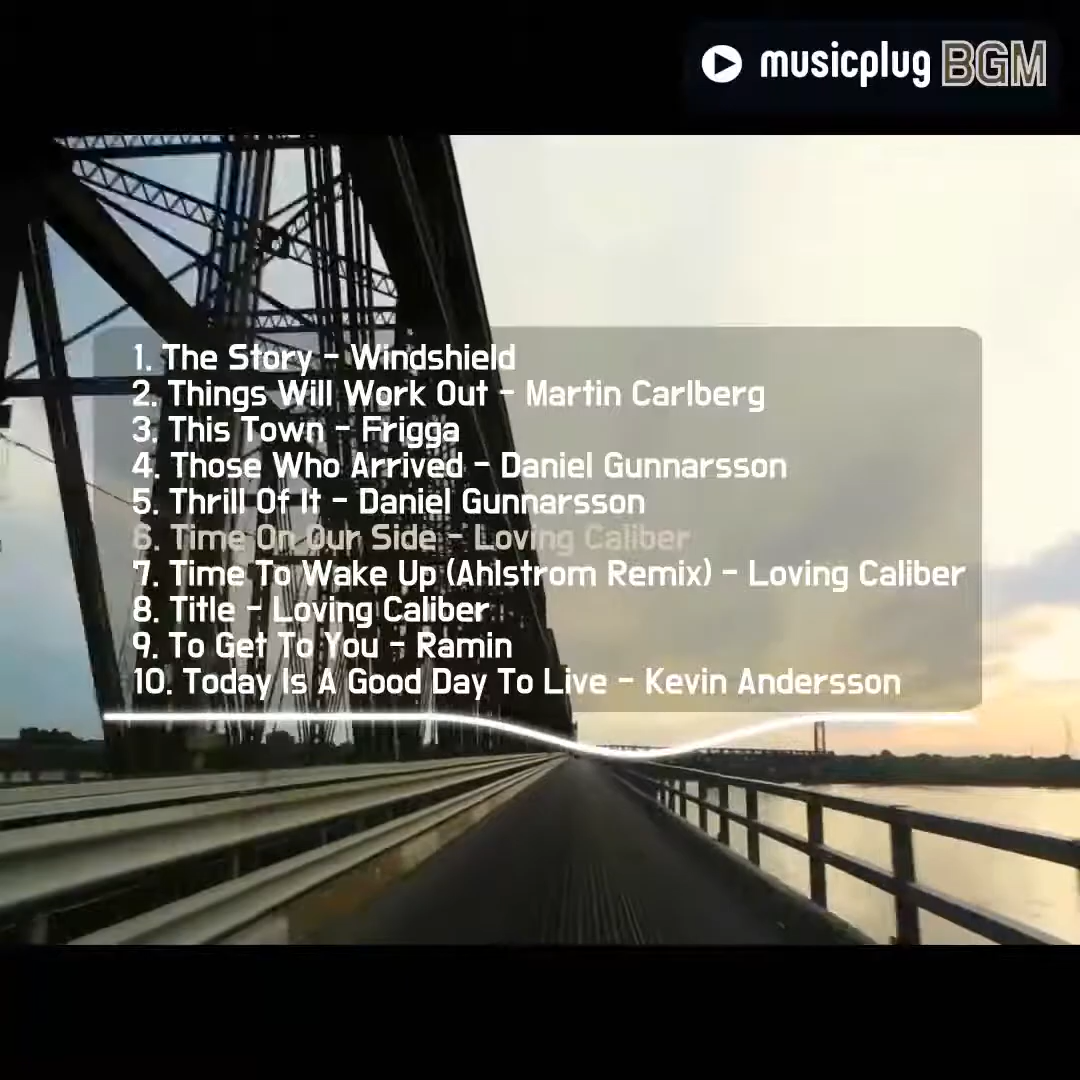 musicplug BGM
1. The Story - Windshield
2. Things Will Work Out - Martin Carlberg
3. This Town - Frigga
4. Those Who Arrived - Daniel Gunnarsson
5. Thrill Of It - Daniel Gunnarsson
6. Time On Our Side - Loving Caliber
7. Time To Wake Up (Ahlstrom Remix) - Loving Caliber
8. Title - Loving Caliber
9. To Get To You - Ramin
10. Today Is A Good Day To Live - Kevin Andersson